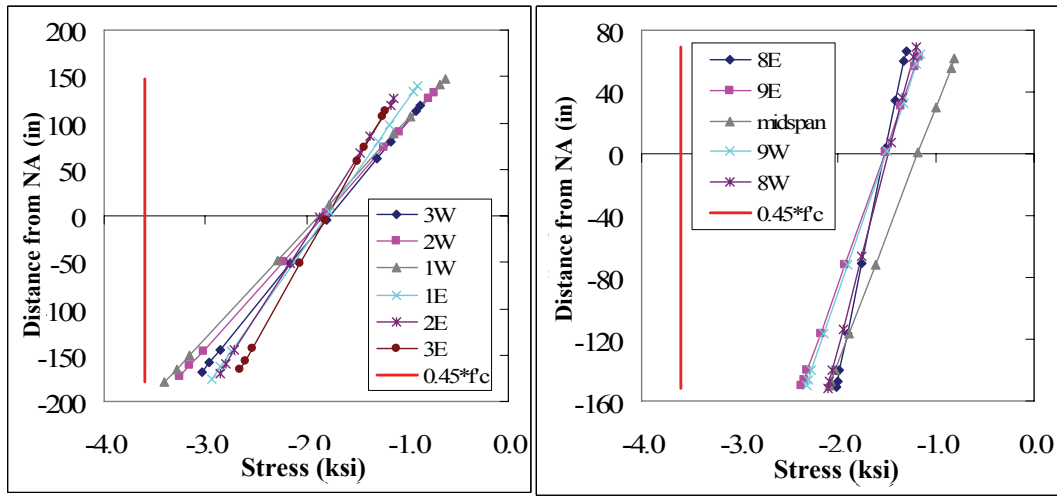 200
150
100
50
0
-50
-100
-150
-200
Distance from NA (in)
-4.0 -3.0 -2.0 -1.0 0.0
Stress (ksi)
3W
2W
1W
1E
2E
3E
0.45*f'c
80
40
0
-40
-80
-120
-160
Distance from NA (in)
-4.0 -3.0 -2.0 -1.0 0.0
Stress (ksi)
8E
9E
midspan
9W
8W
0.45*f'c